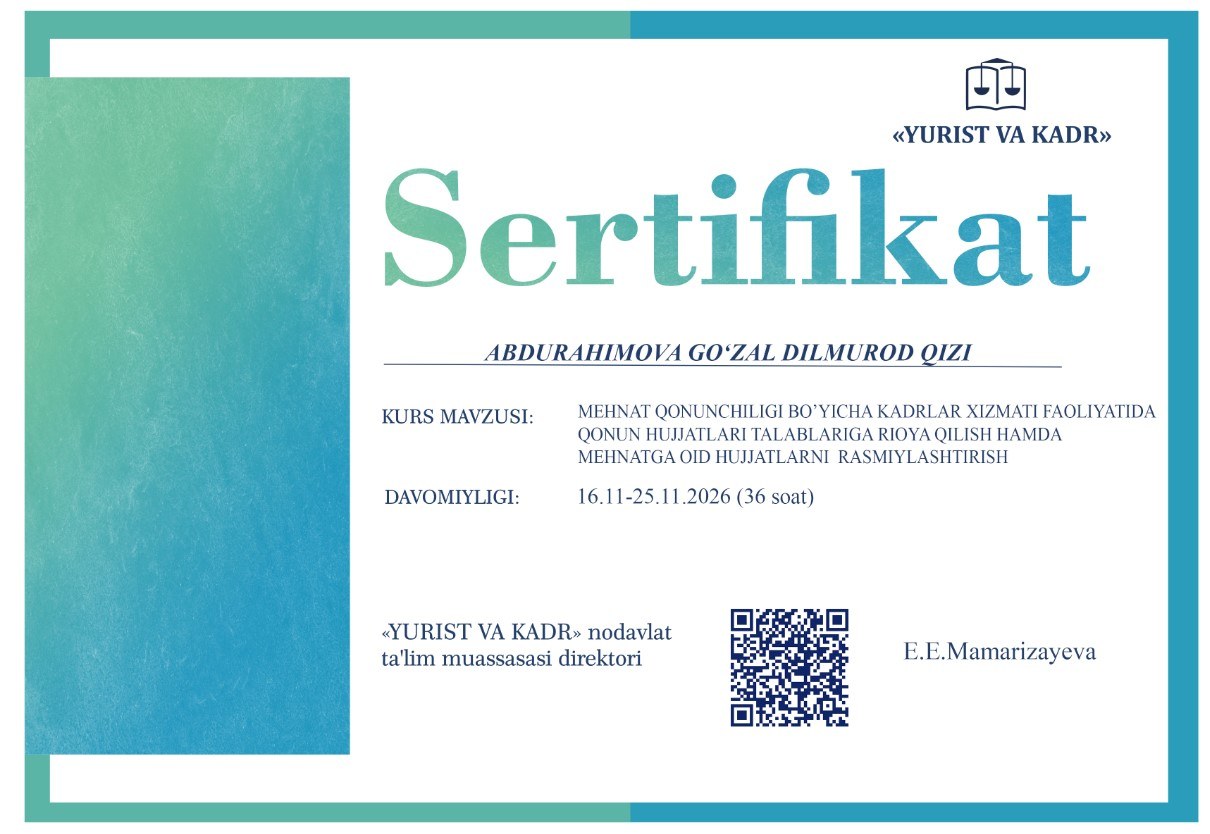 «YURIST VA KADR»
Sertifikat
ABDURAHIMOVA GO‘ZAL DILMUROD QIZI
KURS MAVZUSI:
MEHNAT QONUNCHILIGI BO’YICHA KADRLAR XIZMATI FAOLIYATIDA
QONUN HUJJATLARI TALABLARIGA RIOYA QILISH HAMDA
MEHNATGA OID HUJJATLARNI RASMIYLASHTIRISH
DAVOMIYLIGI: 16.11-25.11.2026 (36 soat)
«YURIST VA KADR» nodavlat
ta'lim muassasasi direktori
E.E.Mamarizayeva